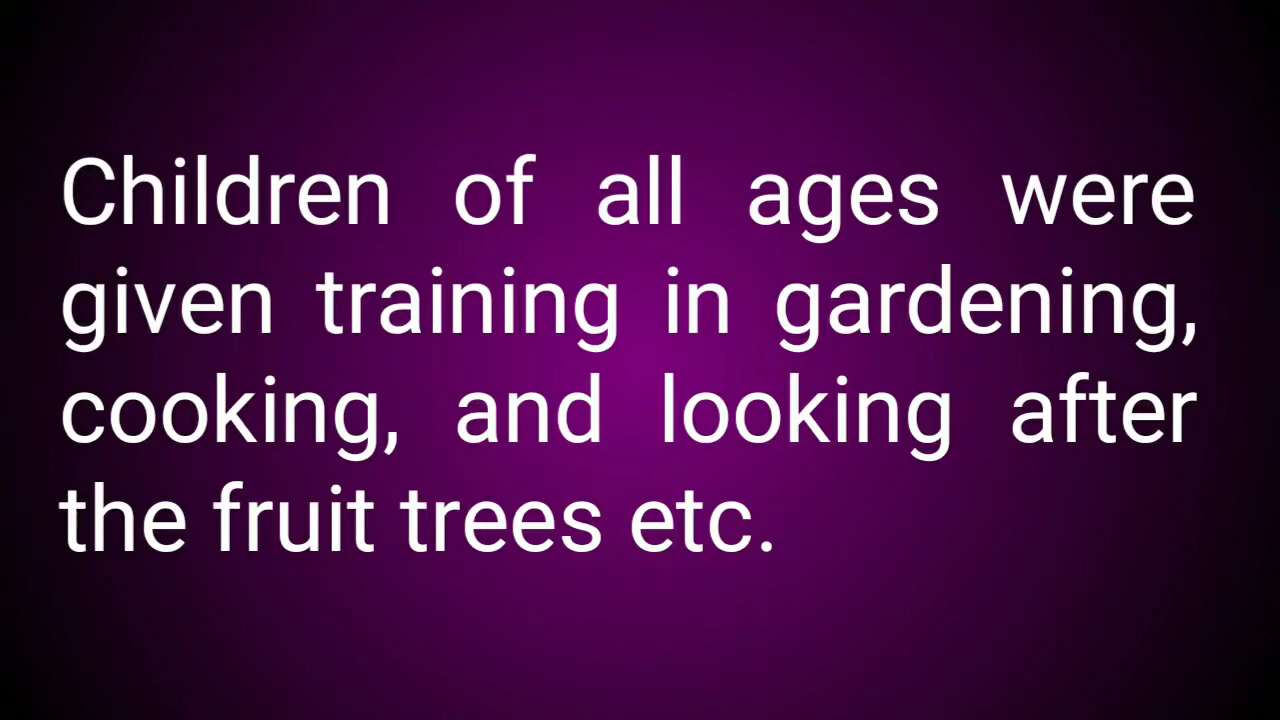 Children of all ages were
given training in gardening,
cooking, and looking after
the fruit trees etc.